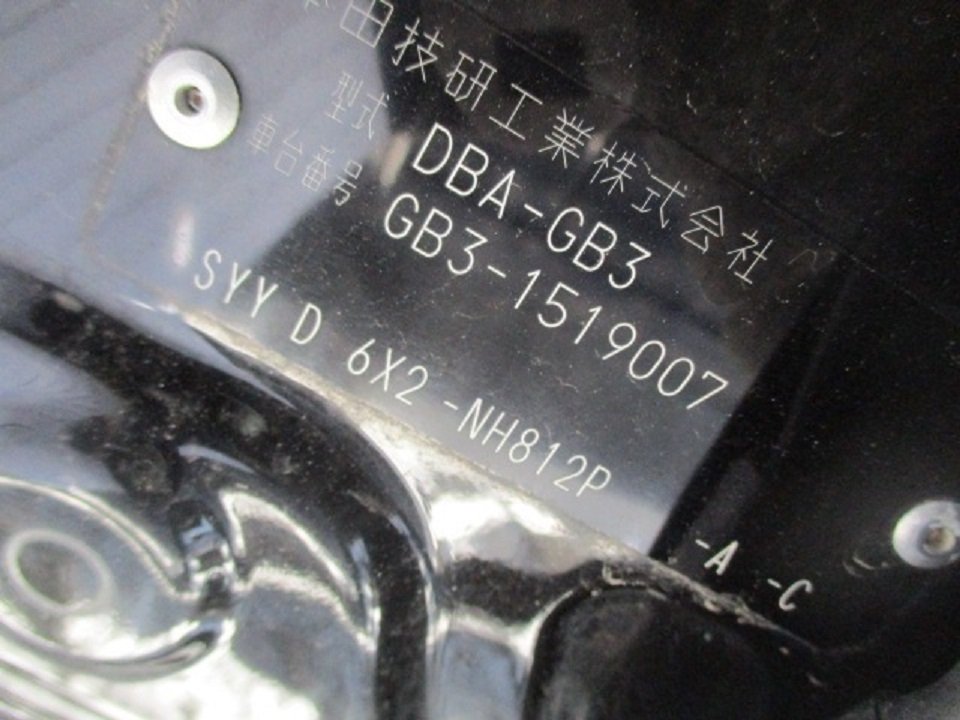 本田技研工業株式会社
型式 DBA-GB3
車台番号 GB3-1519007
SYY D 6X2 -NH812P -A -C